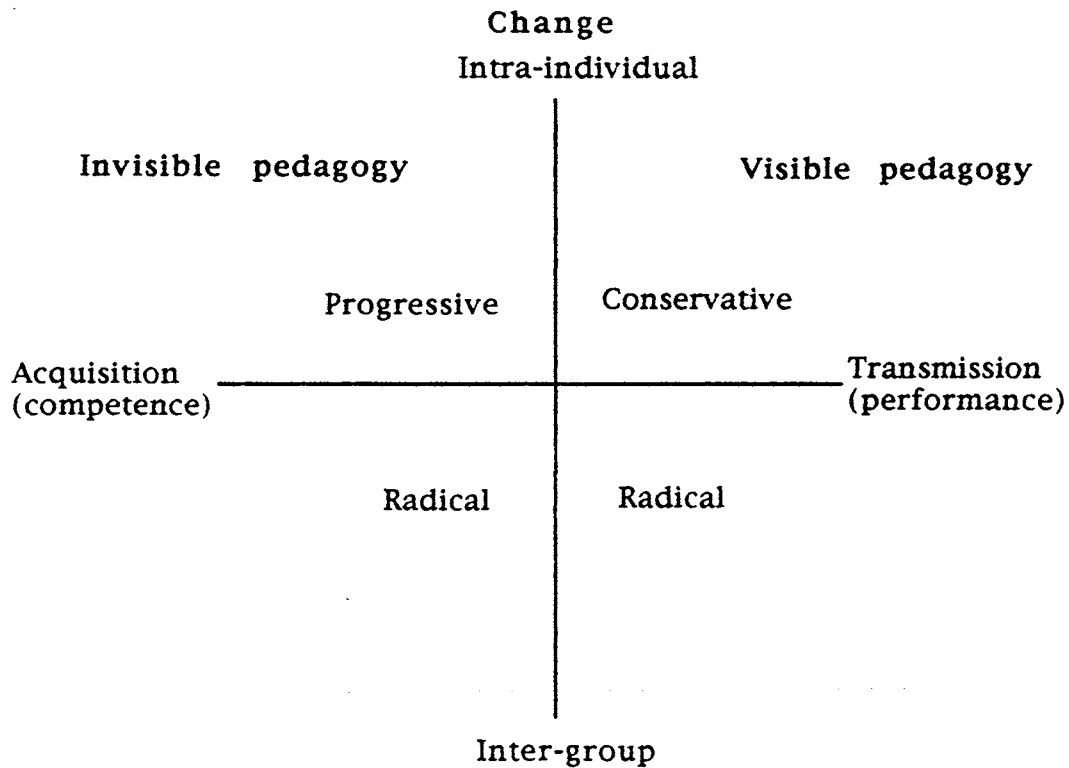 Change
Intra-individual
Invisible pedagogy
Visible pedagogy
Progressive
Conservative
Acquisition
(competence)
Transmission
(performance)
Radical
Radical
Inter-group